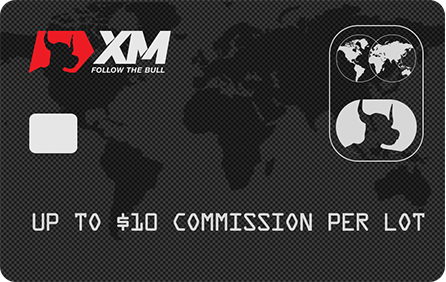 XM
FOLLOW THE BULL
UP TO $10 COMMISSION PER LOT